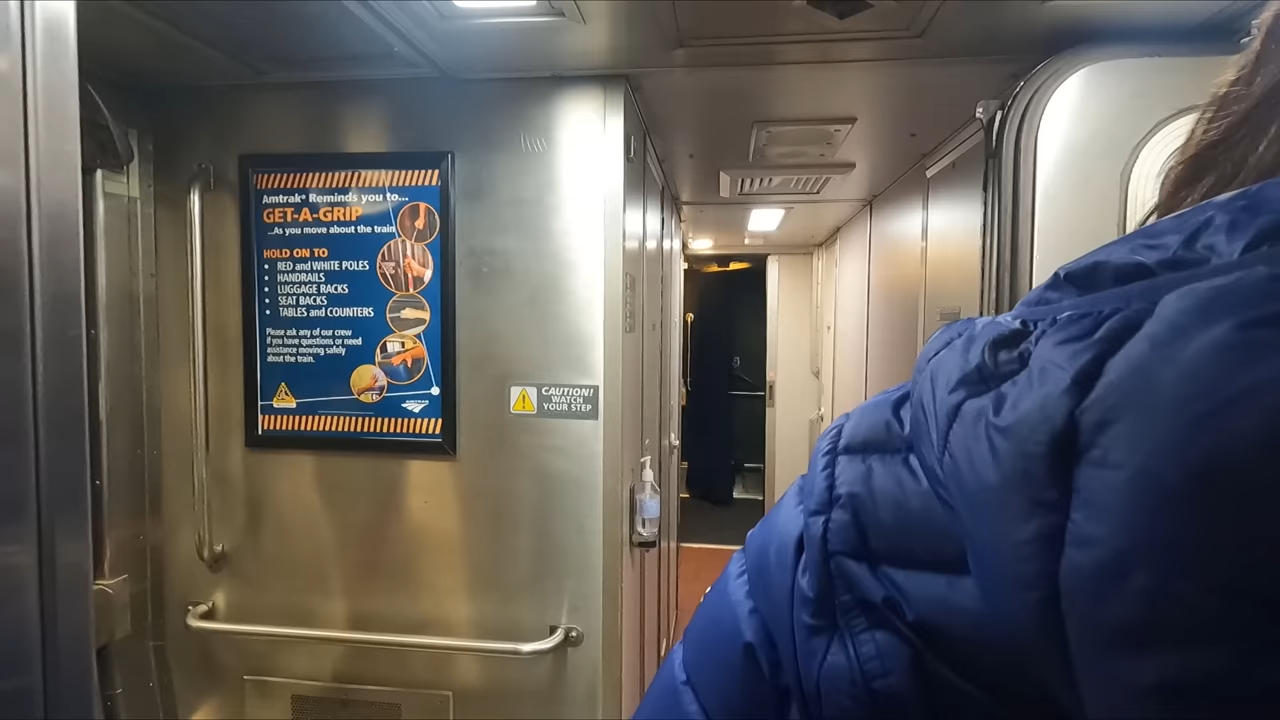 Amtrak® Reminds you to...
GET-A-GRIP
...As you move about the train
HOLD ON TO
• RED and WHITE POLES
• HANDRAILS
• LUGGAGE RACKS
• SEAT BACKS
• TABLES and COUNTERS
Please ask any of our crew
if you have questions or need
assistance moving safely
about the train.
AMTRAK
CAUTION!
WATCH
YOUR STEP